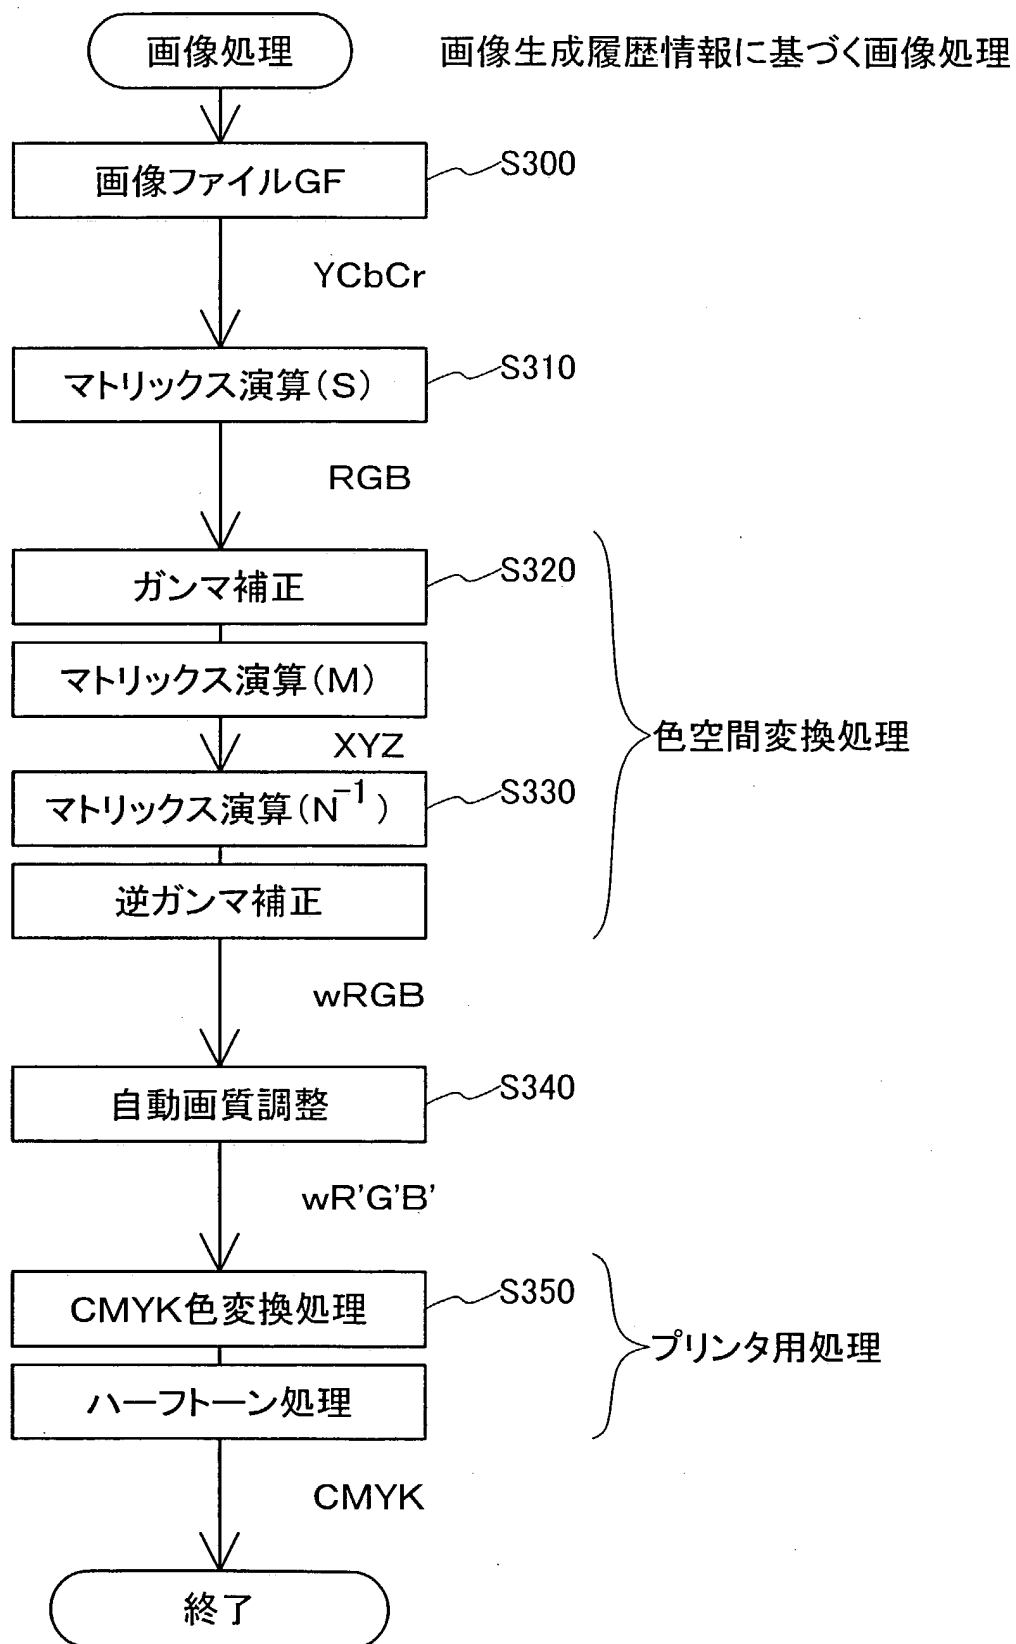 画像処理
画像生成履歴情報に基づく画像処理
画像ファイルGF
S300
YCbCr
マトリックス演算(S)
S310
RGB
ガンマ補正
S320
マトリックス演算(M)
XYZ
色空間変換処理
マトリックス演算(N⁻¹)
S330
逆ガンマ補正
wRGB
自動画質調整
S340
wR'G'B'
CMYK色変換処理
S350
プリンタ用処理
ハーフトーン処理
CMYK
終了